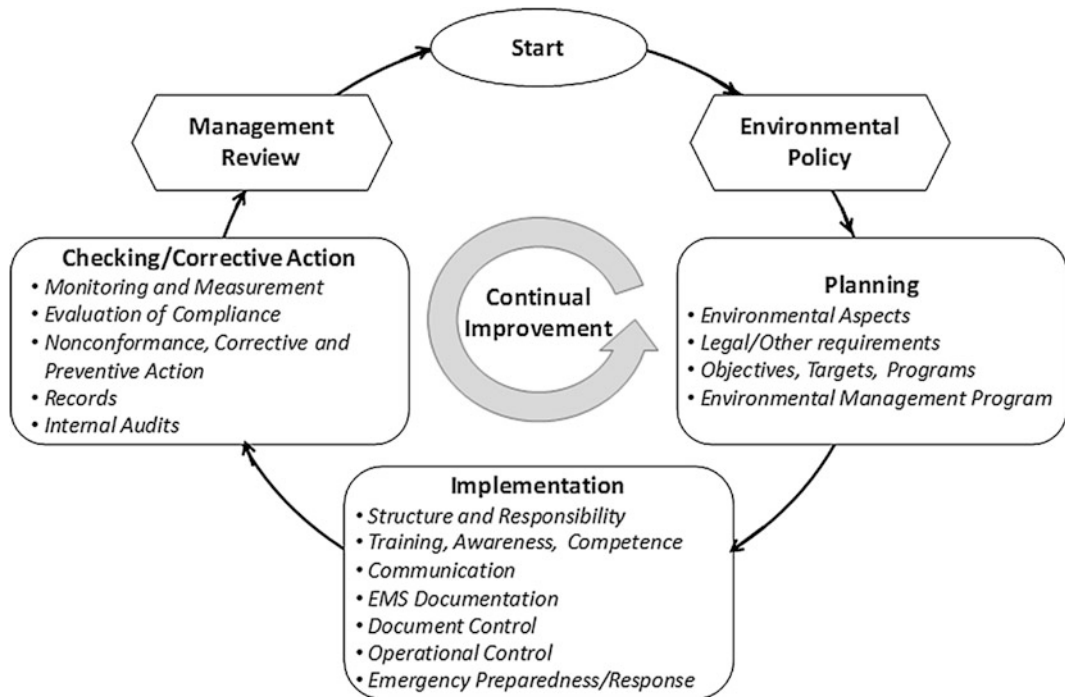 Start
Environmental
Policy
Planning
• Environmental Aspects
• Legal/Other requirements
• Objectives, Targets, Programs
• Environmental Management Program
Implementation
• Structure and Responsibility
• Training, Awareness, Competence
• Communication
• EMS Documentation
• Document Control
• Operational Control
• Emergency Preparedness/Response
Checking/Corrective Action
• Monitoring and Measurement
• Evaluation of Compliance
• Nonconformance, Corrective and
Preventive Action
• Records
• Internal Audits
Management
Review
Continual
Improvement